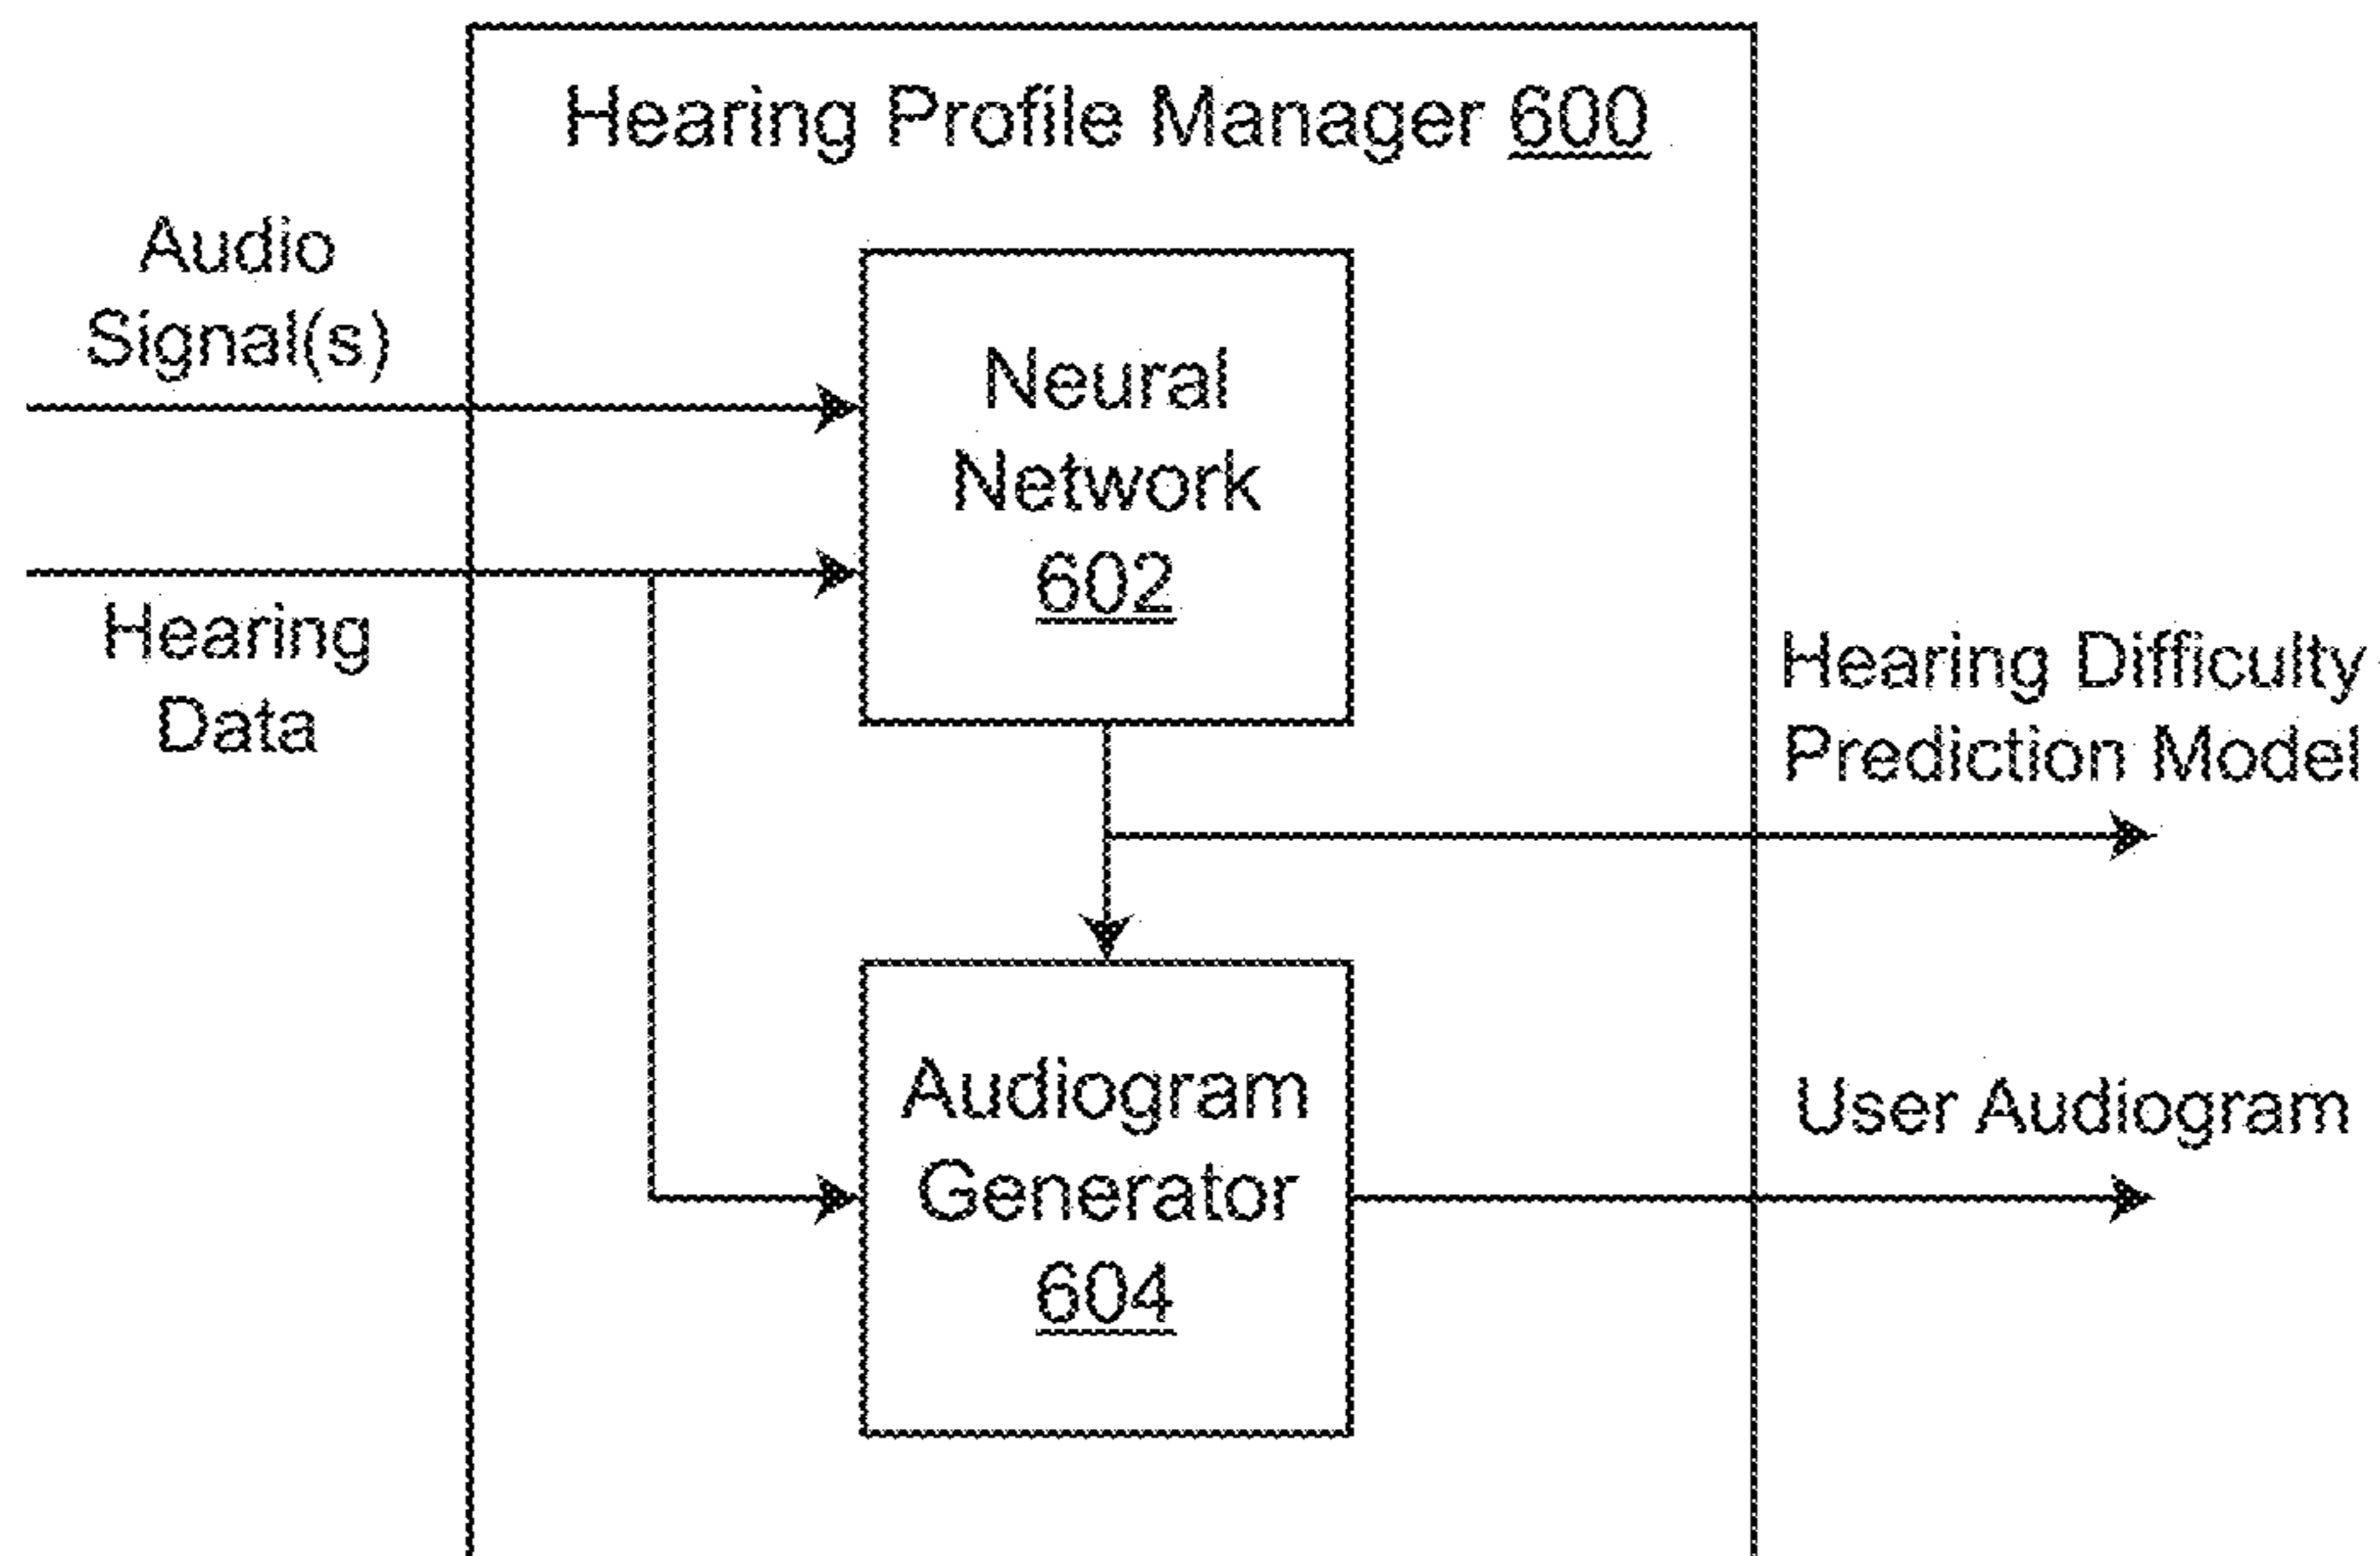 Hearing Profile Manager 600
Audio
Signal(s)
Neural
Network
602
Hearing
Data
Hearing Difficulty
Prediction Model
Audiogram
Generator
604
User Audiogram